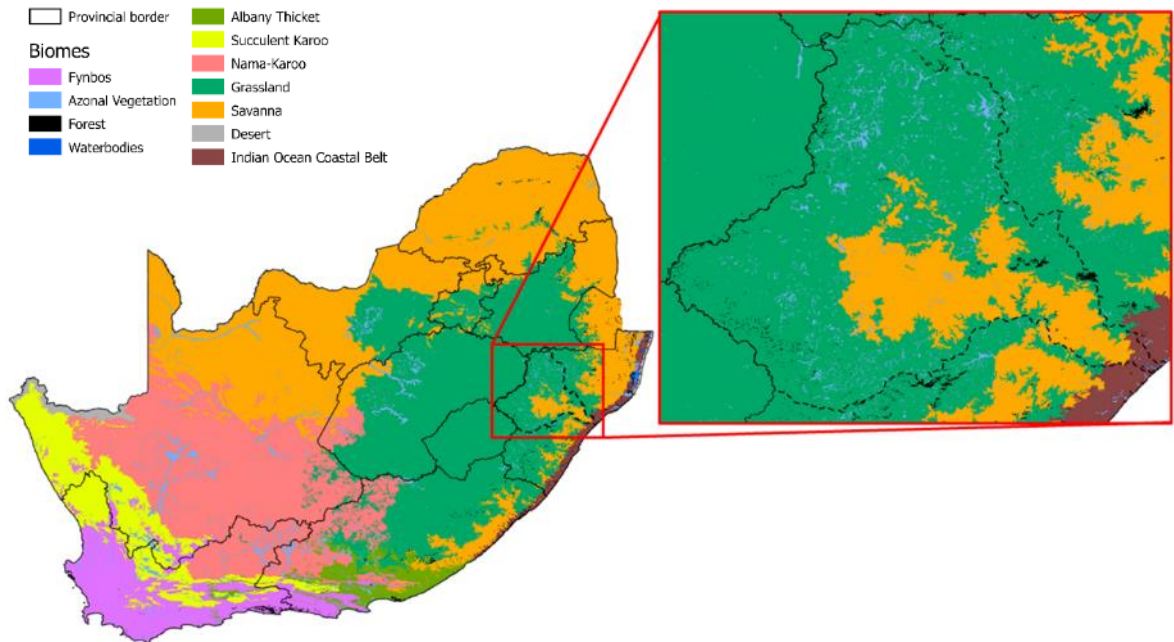 Provincial border
Biomes
Fynbos
Azonal Vegetation
Forest
Waterbodies
Albany Thicket
Succulent Karoo
Nama-Karoo
Grassland
Savanna
Desert
Indian Ocean Coastal Belt